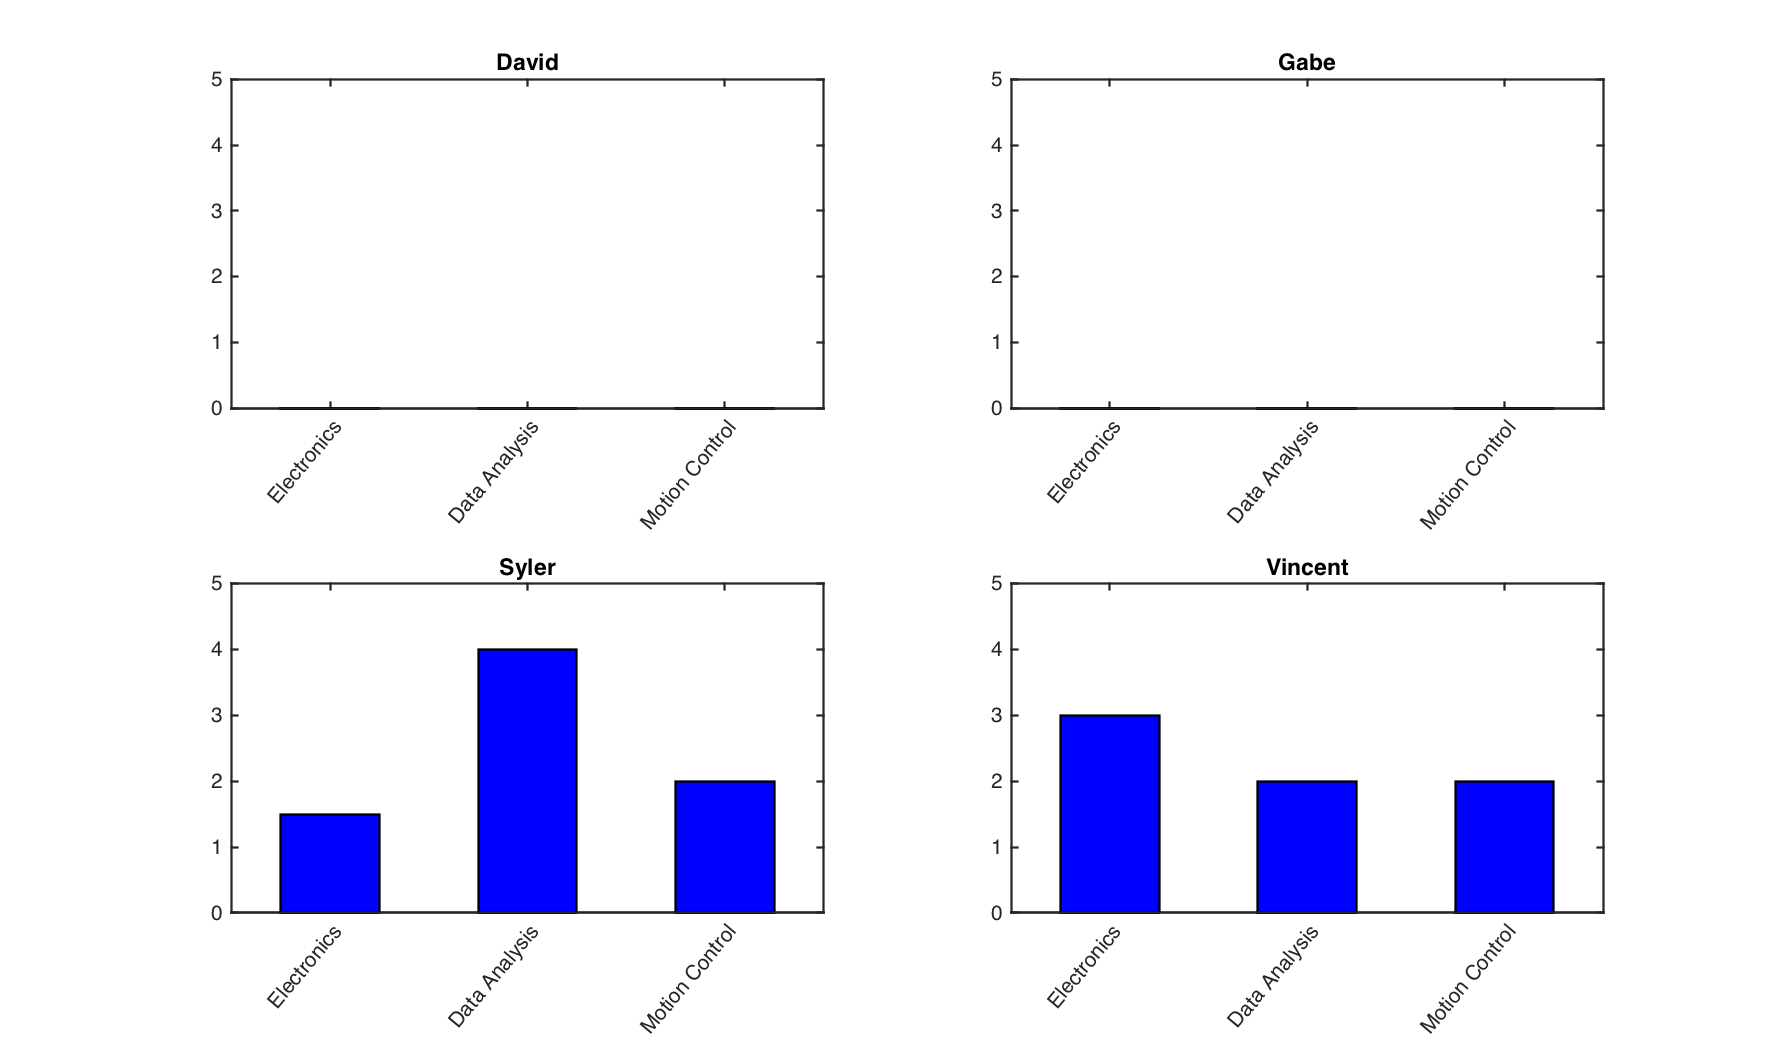 David
5
4
3
2
1
0
Electronics
Data Analysis
Motion Control
Gabe
5
4
3
2
1
0
Electronics
Data Analysis
Motion Control
Syler
5
4
3
2
1
0
Electronics
Data Analysis
Motion Control
Vincent
5
4
3
2
1
0
Electronics
Data Analysis
Motion Control